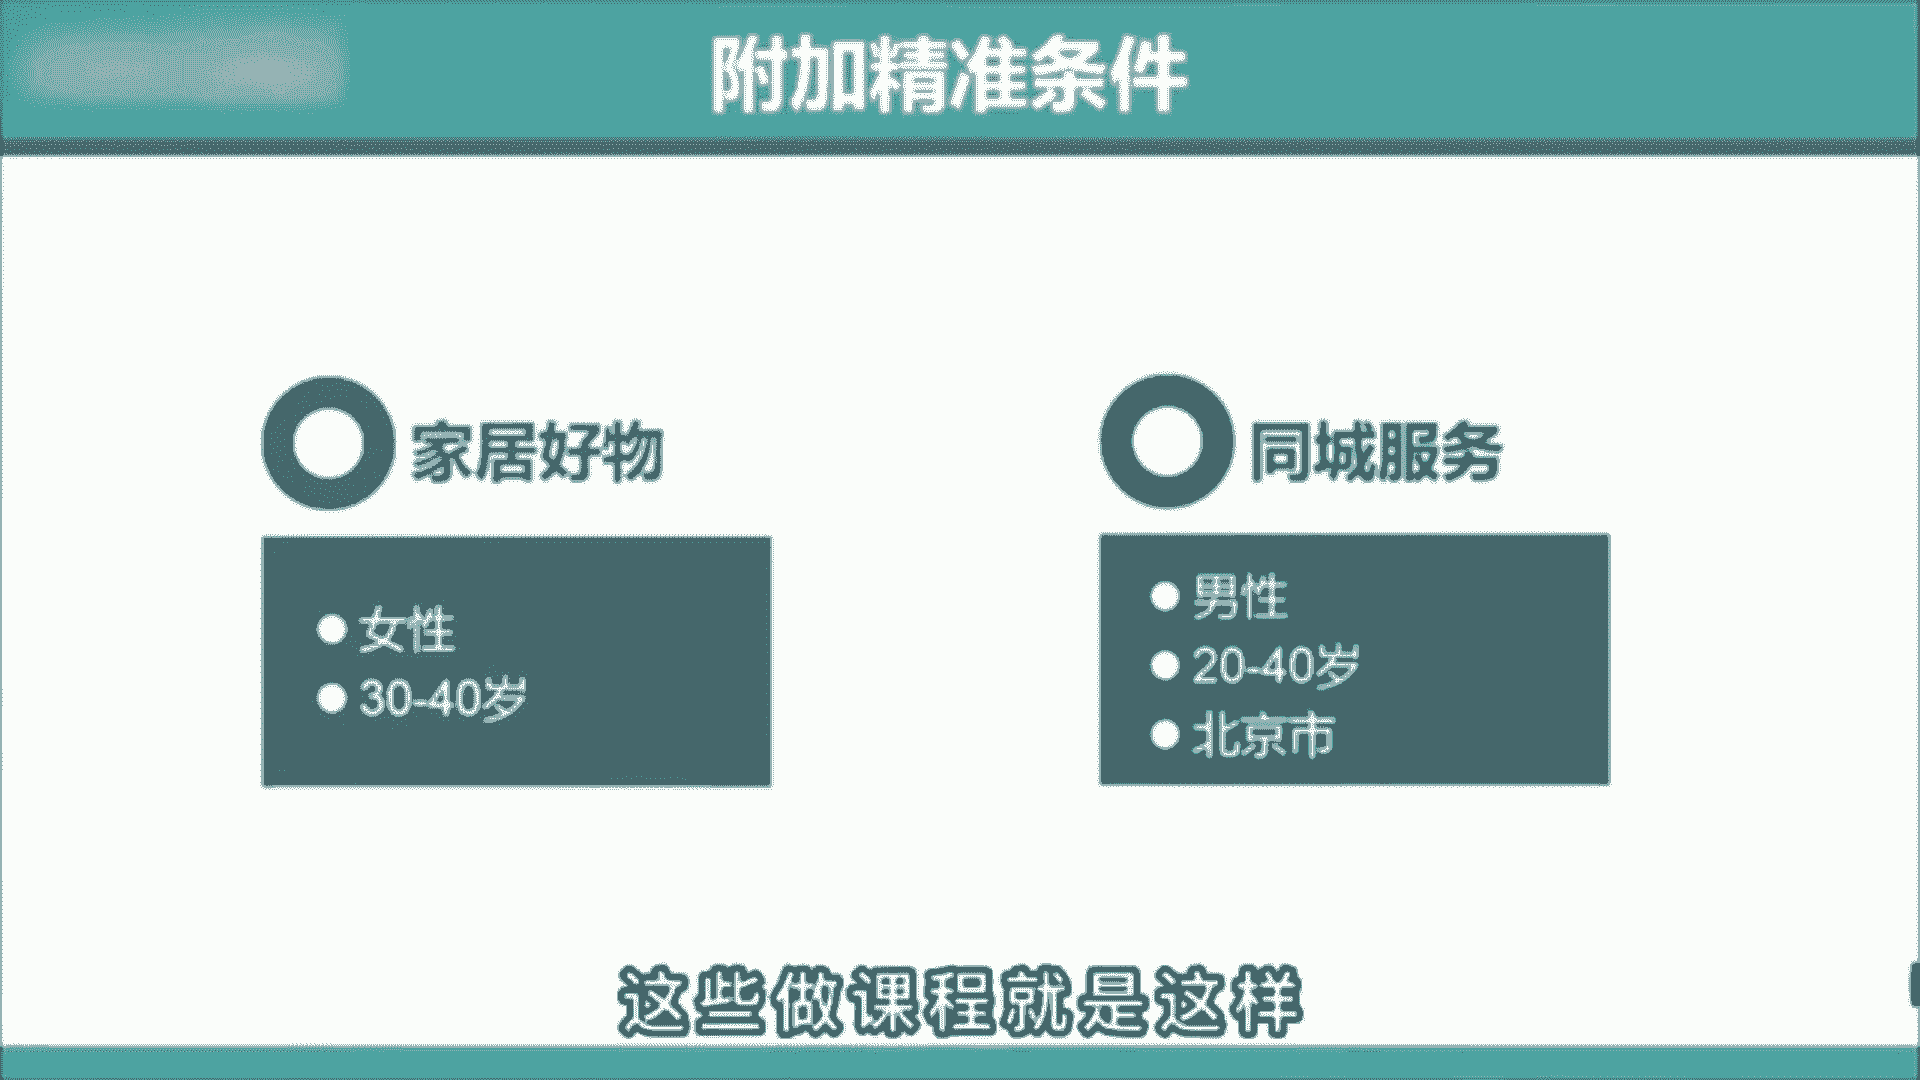 附加精准条件
家居好物
女性
30-40岁
同城服务
男性
20-40岁
北京市
这些做课程就是这样